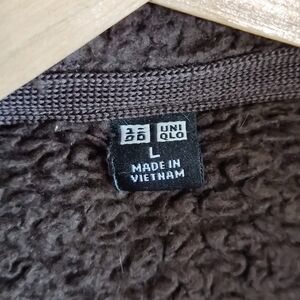 ユニ UNI
クロ QLO
L
MADE IN
VIETNAM